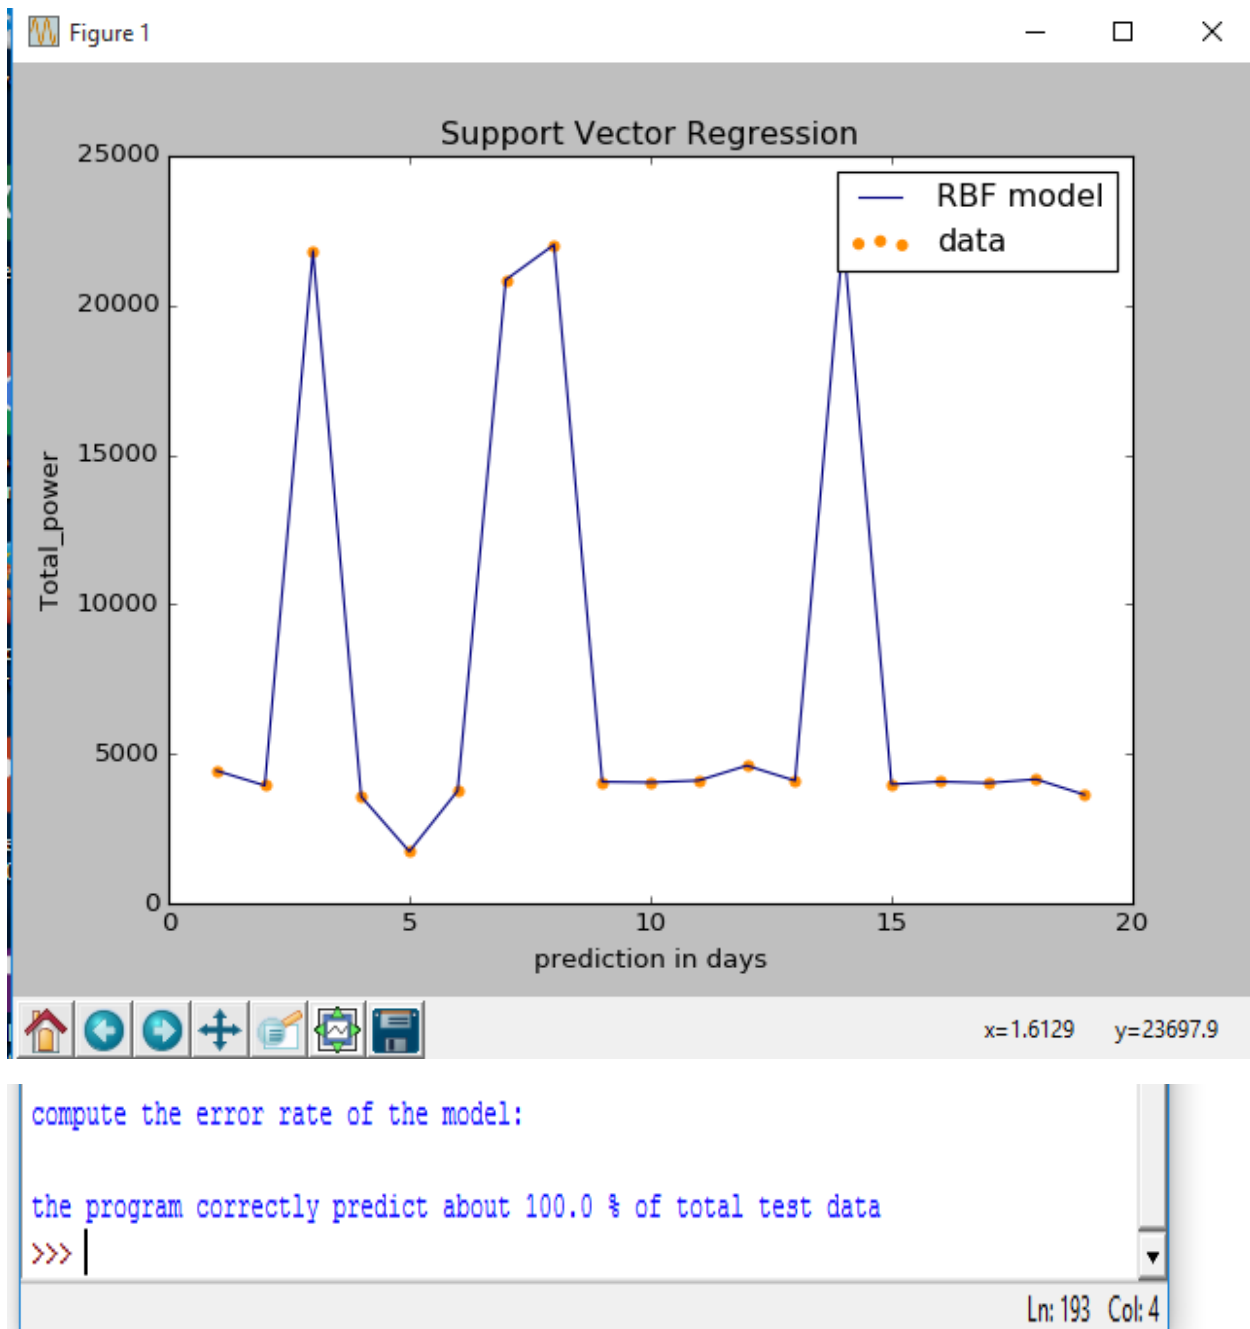 Figure 1
Support Vector Regression
25000
20000
15000
10000
5000
0
Total_power
RBF model
data
0 5 10 15 20
prediction in days
x=1.6129 y=23697.9
compute the error rate of the model:
the program correctly predict about 100.0 % of total test data
>>>
Ln: 193 Col: 4